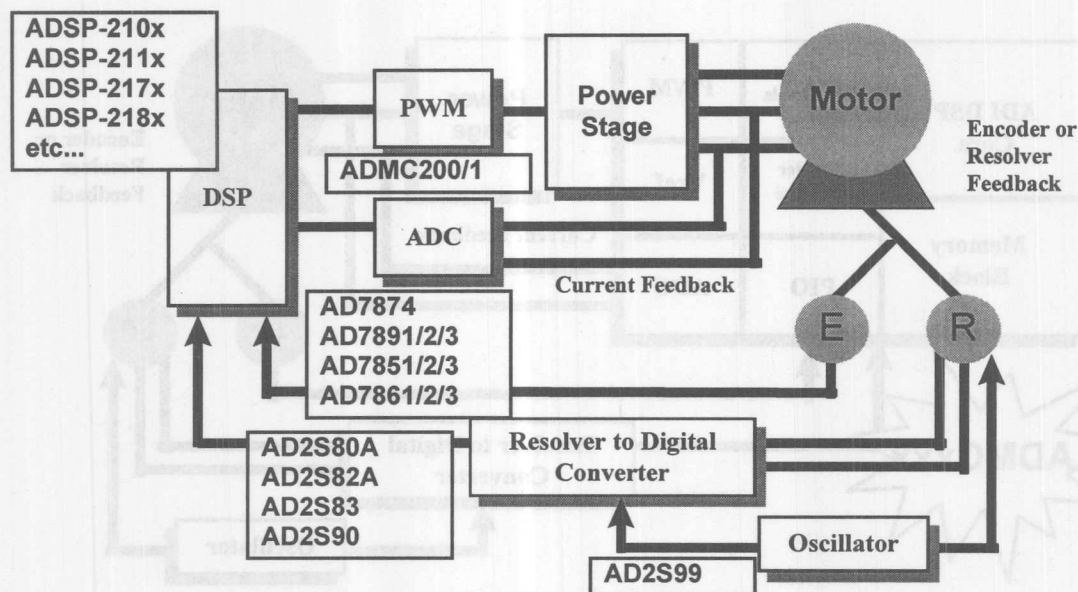 ADSP-210x
ADSP-211x
ADSP-217x
ADSP-218x
etc...
DSP
PWM
ADMC200/1
ADC
Power
Stage
Motor
Encoder or
Resolver
Feedback
Current Feedback
AD7874
AD7891/2/3
AD7851/2/3
AD7861/2/3
E
R
AD2S80A
AD2S82A
AD2S83
AD2S90
Resolver to Digital
Converter
Oscillator
AD2S99